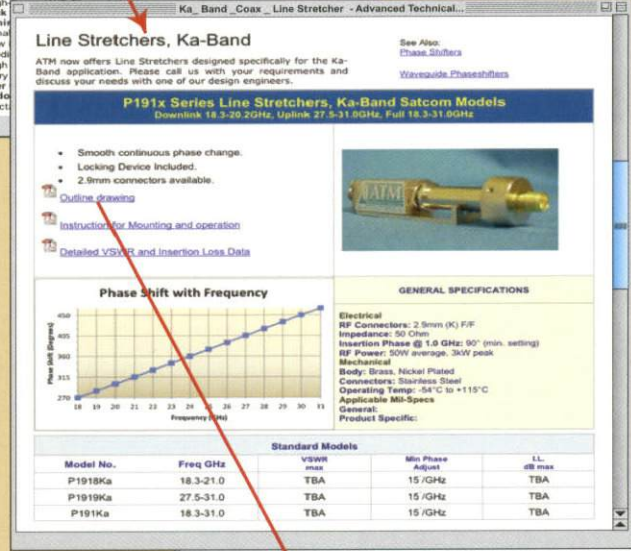 Ka_ Band _Coax _ Line Stretcher - Advanced Technical...
Line Stretchers, Ka-Band
ATM now offers Line Stretchers designed specifically for the Ka-
Band application. Please call us with your requirements and
discuss your needs with one of our design engineers.
See Also:
Phase Shifters
Waveguide Phaseshifters
P191x Series Line Stretchers, Ka-Band Satcom Models
Downlink 18.3-20.2GHz, Uplink 27.5-31.0GHz, Full 18.3-31.0GHz
• Smooth continuous phase change.
• Locking Device Included.
• 2.9mm connectors available.
Outline drawing
Instruction for Mounting and operation
Detailed VSWR and Insertion Loss Data
ATM
Phase Shift with Frequency
Phase Shift (Degrees)
450
405
360
315
270
18 19 20 21 22 23 24 25 26 27 28 29 30 31
Frequency (GHz)
GENERAL SPECIFICATIONS
Electrical
RF Connectors: 2.9mm (K) F/F
Impedance: 50 Ohm
Insertion Phase @ 1.0 GHz: 90° (min. setting)
RF Power: 50W average, 3kW peak
Mechanical
Body: Brass, Nickel Plated
Connectors: Stainless Steel
Operating Temp: -54°C to +115°C
Applicable Mil-Specs
General:
Product Specific:
Standard Models
Model No. Freq GHz VSWR max Min Phase Adjust I.L. dB max
P1918Ka 18.3-21.0 TBA 15°/GHz TBA
P1919Ka 27.5-31.0 TBA 15°/GHz TBA
P191Ka 18.3-31.0 TBA 15°/GHz TBA